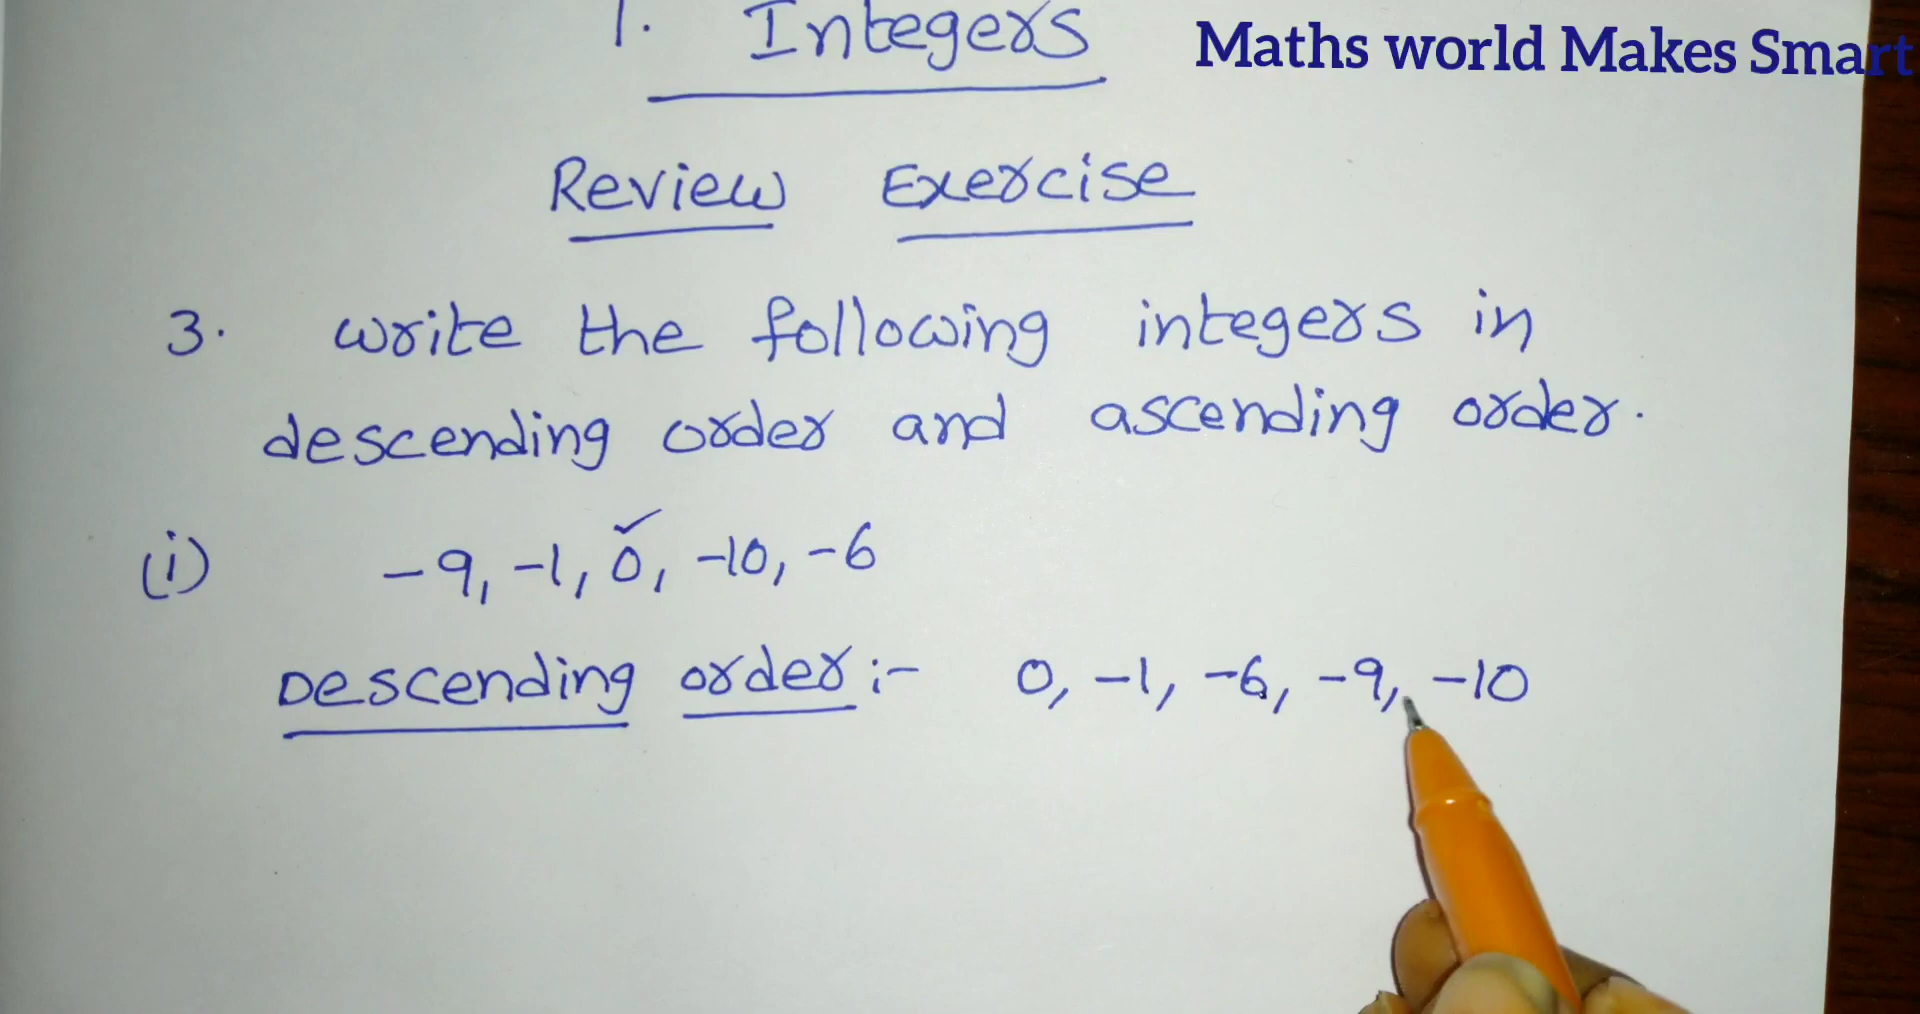 1. Integers
Maths world Makes Smart
Review Exercise
3. write the following integers in
descending order and ascending order.
(i) -9, -1, 0, -10, -6
Descending order :- 0, -1, -6, -9, -10